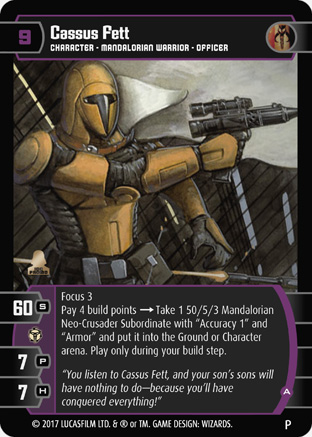 9
Cassus Fett
CHARACTER • MANDALORIAN WARRIOR • OFFICER
60 S
7 P
7 H
Focus 3
Pay 4 build points → Take 1 50/5/3 Mandalorian
Neo-Crusader Subordinate with “Accuracy 1” and
“Armor” and put it into the Ground or Character
arena. Play only during your build step.
“You listen to Cassus Fett, and your son's sons will
have nothing to do—because you'll have
conquered everything!”
A
© 2017 LUCASFILM LTD. & ® or TM. GAME DESIGN: WIZARDS.
P